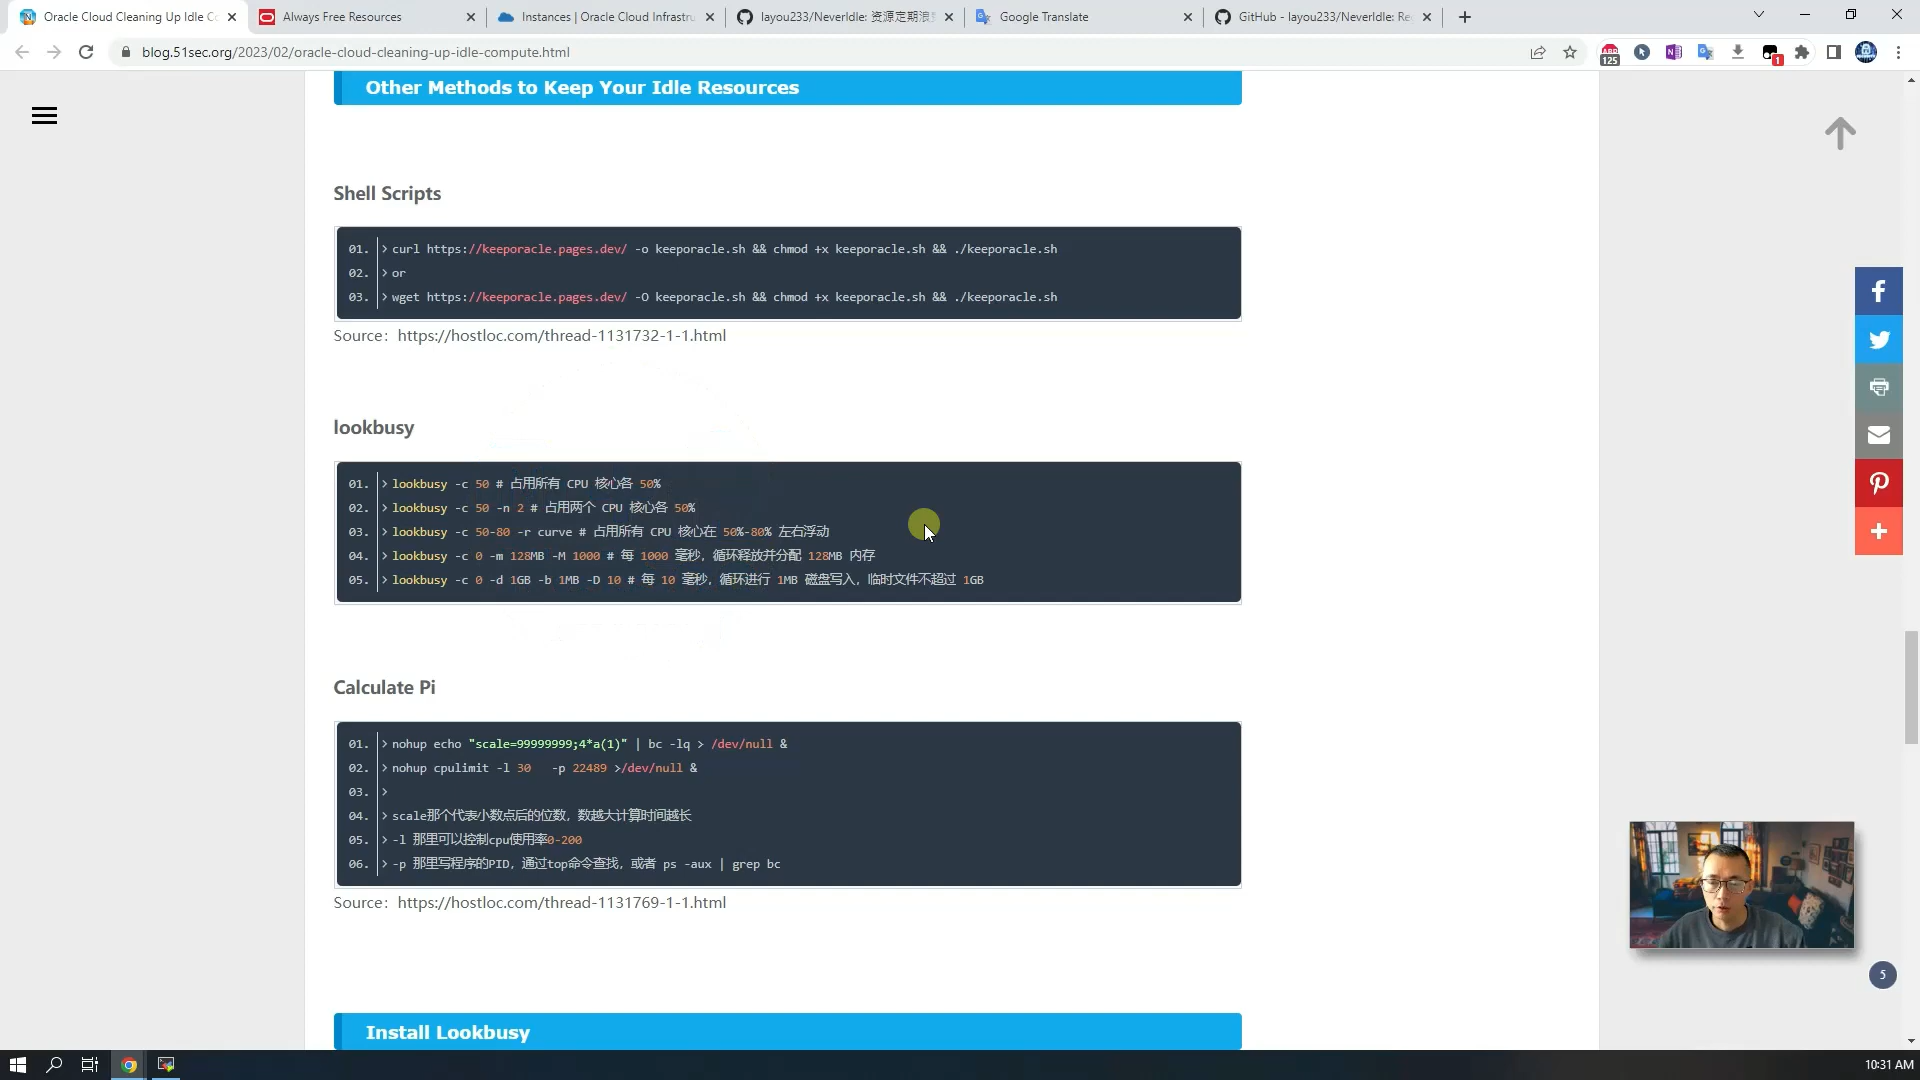 Oracle Cloud Cleaning Up Idle Co
Always Free Resources
Instances | Oracle Cloud Infrastru
layou233/NeverIdle: 资源定期浪
Google Translate
GitHub - layou233/NeverIdle: Re
blog.51sec.org/2023/02/oracle-cloud-cleaning-up-idle-compute.html
125
1
Other Methods to Keep Your Idle Resources
Shell Scripts
01. > curl https://keeporacle.pages.dev/ -o keeporacle.sh && chmod +x keeporacle.sh && ./keeporacle.sh
02. > or
03. > wget https://keeporacle.pages.dev/ -O keeporacle.sh && chmod +x keeporacle.sh && ./keeporacle.sh
Source：https://hostloc.com/thread-1131732-1-1.html
lookbusy
01. > lookbusy -c 50 # 占用所有 CPU 核心各 50%
02. > lookbusy -c 50 -n 2 # 占用两个 CPU 核心各 50%
03. > lookbusy -c 50-80 -r curve # 占用所有 CPU 核心在 50%-80% 左右浮动
04. > lookbusy -c 0 -m 128MB -M 1000 # 每 1000 毫秒，循环释放并分配 128MB 内存
05. > lookbusy -c 0 -d 1GB -b 1MB -D 10 # 每 10 毫秒，循环进行 1MB 磁盘写入，临时文件不超过 1GB
Calculate Pi
01. > nohup echo "scale=99999999;4*a(1)" | bc -lq > /dev/null &
02. > nohup cpulimit -l 30 -p 22489 >/dev/null &
03. >
04. > scale那个代表小数点后的位数，数越大计算时间越长
05. > -l 那里可以控制cpu使用率0-200
06. > -p 那里写程序的PID，通过top命令查找，或者 ps -aux | grep bc
Source：https://hostloc.com/thread-1131769-1-1.html
5
Install Lookbusy
10:31 AM